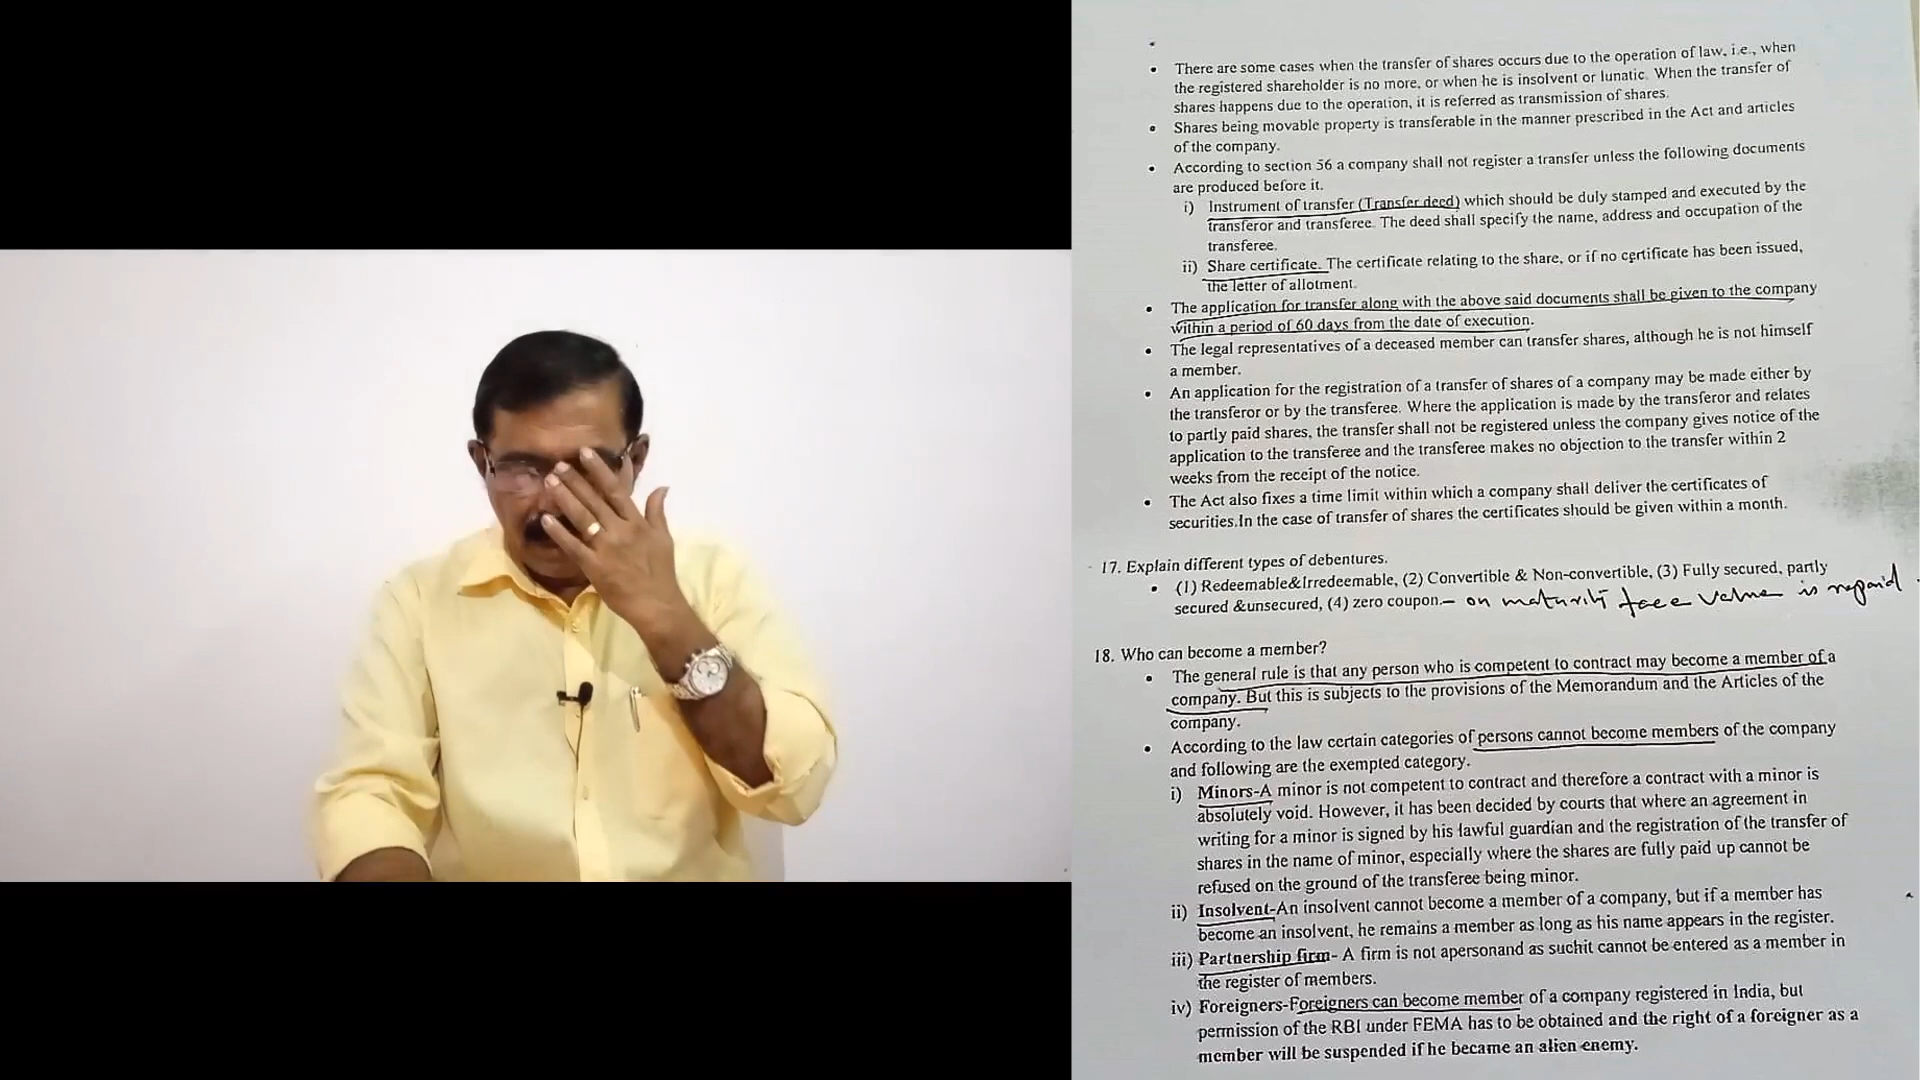 • There are some cases when the transfer of shares occurs due to the operation of law, i.e., when
the registered shareholder is no more, or when he is insolvent or lunatic. When the transfer of
shares happens due to the operation, it is referred as transmission of shares.
• Shares being movable property is transferable in the manner prescribed in the Act and articles
of the company.
• According to section 56 a company shall not register a transfer unless the following documents
are produced before it.
i) Instrument of transfer (Transfer deed) which should be duly stamped and executed by the
transferor and transferee. The deed shall specify the name, address and occupation of the
transferee.
ii) Share certificate. The certificate relating to the share, or if no certificate has been issued,
the letter of allotment.
• The application for transfer along with the above said documents shall be given to the company
within a period of 60 days from the date of execution.
• The legal representatives of a deceased member can transfer shares, although he is not himself
a member.
• An application for the registration of a transfer of shares of a company may be made either by
the transferor or by the transferee. Where the application is made by the transferor and relates
to partly paid shares, the transfer shall not be registered unless the company gives notice of the
application to the transferee and the transferee makes no objection to the transfer within 2
weeks from the receipt of the notice.
• The Act also fixes a time limit within which a company shall deliver the certificates of
securities.In the case of transfer of shares the certificates should be given within a month.
17. Explain different types of debentures.
• (1) Redeemable&Irredeemable, (2) Convertible & Non-convertible, (3) Fully secured, partly
secured &unsecured, (4) zero coupon.— on maturity face value is repaid.
18. Who can become a member?
• The general rule is that any person who is competent to contract may become a member of a
company. But this is subjects to the provisions of the Memorandum and the Articles of the
company.
• According to the law certain categories of persons cannot become members of the company
and following are the exempted category.
i) Minors-A minor is not competent to contract and therefore a contract with a minor is
absolutely void. However, it has been decided by courts that where an agreement in
writing for a minor is signed by his lawful guardian and the registration of the transfer of
shares in the name of minor, especially where the shares are fully paid up cannot be
refused on the ground of the transferee being minor.
ii) Insolvent-An insolvent cannot become a member of a company, but if a member has
become an insolvent, he remains a member as long as his name appears in the register.
iii) Partnership firm- A firm is not apersonand as suchit cannot be entered as a member in
the register of members.
iv) Foreigners-Foreigners can become member of a company registered in India, but
permission of the RBI under FEMA has to be obtained and the right of a foreigner as a
member will be suspended if he became an alien enemy.